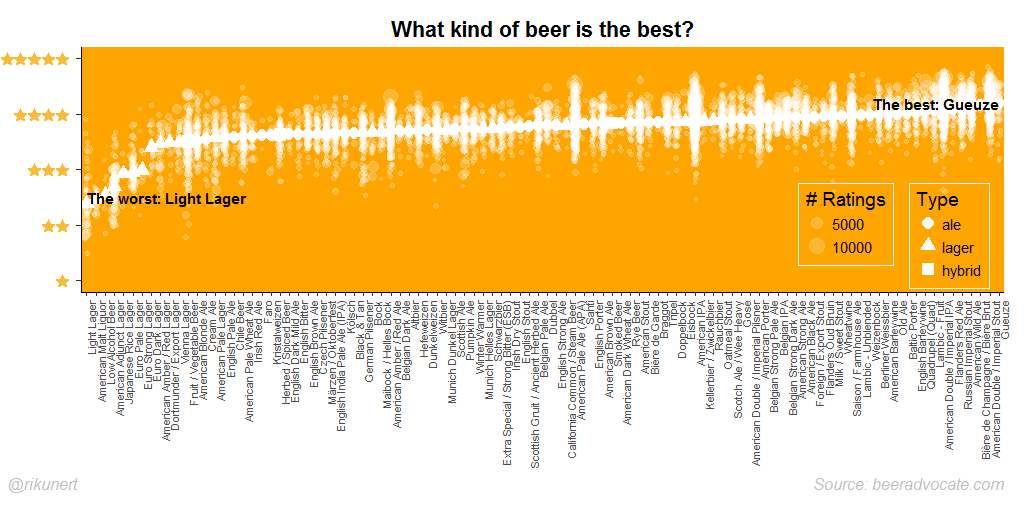 What kind of beer is the best?
The best: Gueuze
The worst: Light Lager
# Ratings
5000
10000
Type
ale
lager
hybrid
Light Lager
American Malt Liquor
Low Alcohol Beer
American Adjunct Lager
Japanese Rice Lager
Euro Pale Lager
Euro Strong Lager
Euro Dark Lager
American Amber / Red Lager
Dortmunder / Export Lager
Vienna Lager
Fruit / Vegetable Beer
American Blonde Ale
Cream Ale
American Pale Lager
English Pale Ale
Chile Beer
American Pale Wheat Ale
Irish Red Ale
Faro
Kristalweizen
Herbed / Spiced Beer
English Dark Mild Ale
English Bitter
English Brown Ale
Czech Pilsener
Märzen / Oktoberfest
English India Pale Ale (IPA)
Kölsch
Black & Tan
German Pilsener
Bock
Maibock / Helles Bock
American Amber / Red Ale
Belgian Dark Ale
Altbier
Hefeweizen
Dunkelweizen
Witbier
Munich Dunkel Lager
Scottish Ale
Pumpkin Ale
Winter Warmer
Munich Helles Lager
Schwarzbier
Extra Special / Strong Bitter (ESB)
Irish Dry Stout
English Stout
Scottish Gruit / Ancient Herbed Ale
Belgian Pale Ale
Dubbel
English Strong Ale
California Common / Steam Beer
American Pale Ale (APA)
Sahti
English Porter
American Brown Ale
Smoked Beer
American Dark Wheat Ale
Rye Beer
American Stout
Bière de Garde
Braggot
Tripel
Doppelbock
Eisbock
American IPA
Kellerbier / Zwickelbier
Rauchbier
Oatmeal Stout
Scotch Ale / Wee Heavy
Gose
American Double / Imperial Pilsner
American Porter
Belgian Strong Pale Ale
Belgian IPA
Belgian Strong Dark Ale
American Strong Ale
American Black Ale
Foreign / Export Stout
Flanders Oud Bruin
Milk / Sweet Stout
Wheatwine
Saison / Farmhouse Ale
Lambic - Unblended
Weizenbock
Berliner Weissbier
American Barleywine
Old Ale
Baltic Porter
English Barleywine
Quadrupel (Quad)
Lambic - Fruit
American Double / Imperial IPA
Flanders Red Ale
Russian Imperial Stout
American Wild Ale
Bière de Champagne / Bière Brut
American Double / Imperial Stout
Gueuze
@rikunert
Source: beeradvocate.com